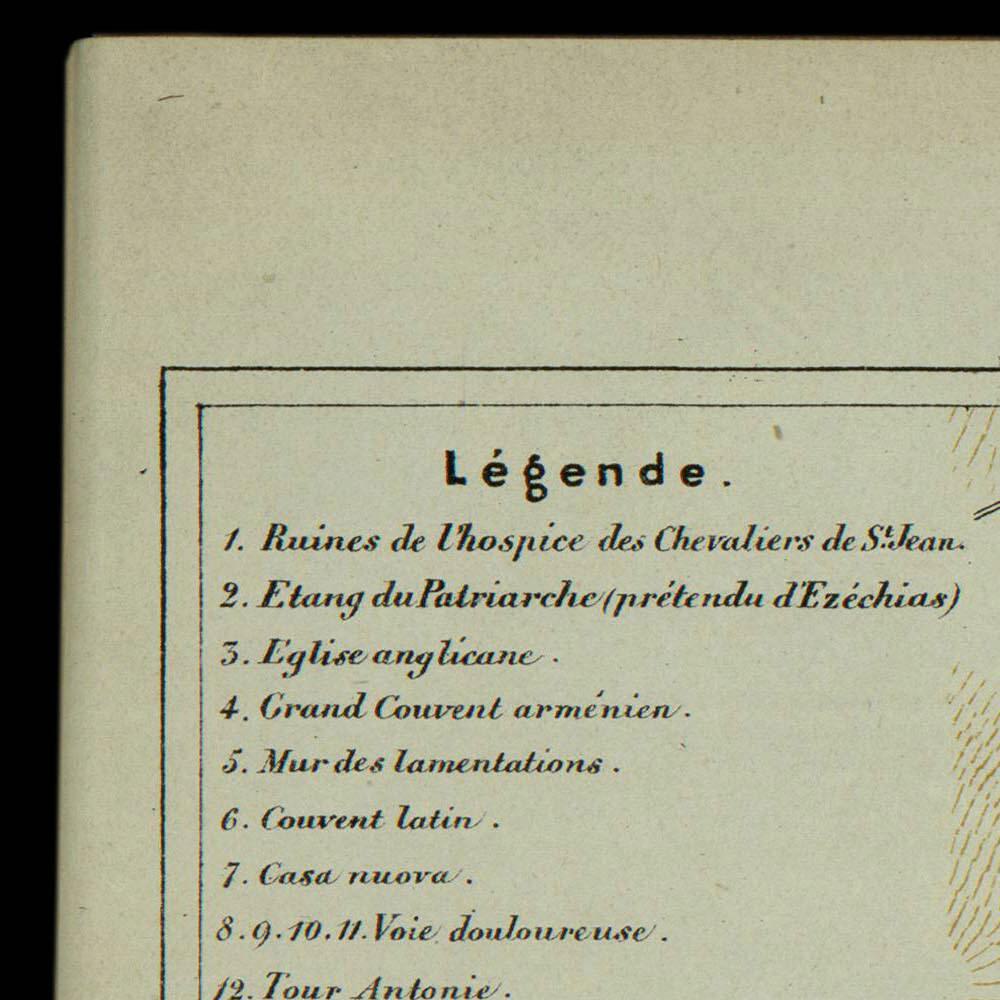 Légende.
1. Ruines de l'hospice des Chevaliers de St. Jean.
2. Etang du Patriarche (prétendu d'Ezéchias)
3. Eglise anglicane.
4. Grand Couvent arménien.
5. Mur des lamentations.
6. Couvent latin.
7. Casa nuova.
8.9.10.11. Voie douloureuse.
12. Tour Antonie.